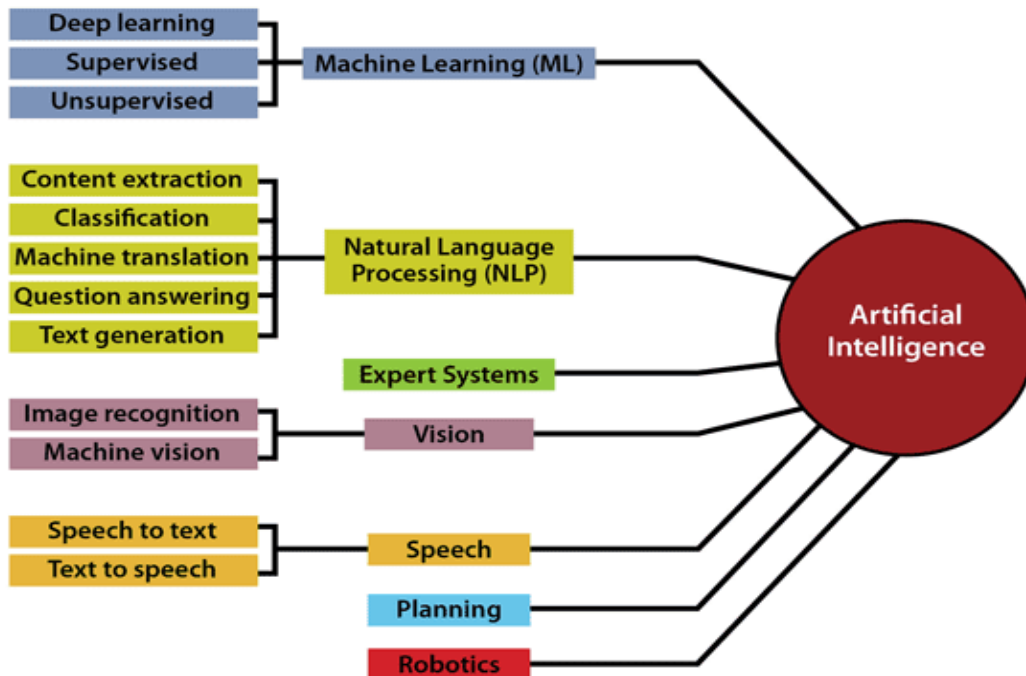 Deep learning
Supervised
Unsupervised
Machine Learning (ML)
Content extraction
Classification
Machine translation
Question answering
Text generation
Natural Language
Processing (NLP)
Expert Systems
Image recognition
Machine vision
Vision
Speech to text
Text to speech
Speech
Planning
Robotics
Artificial
Intelligence